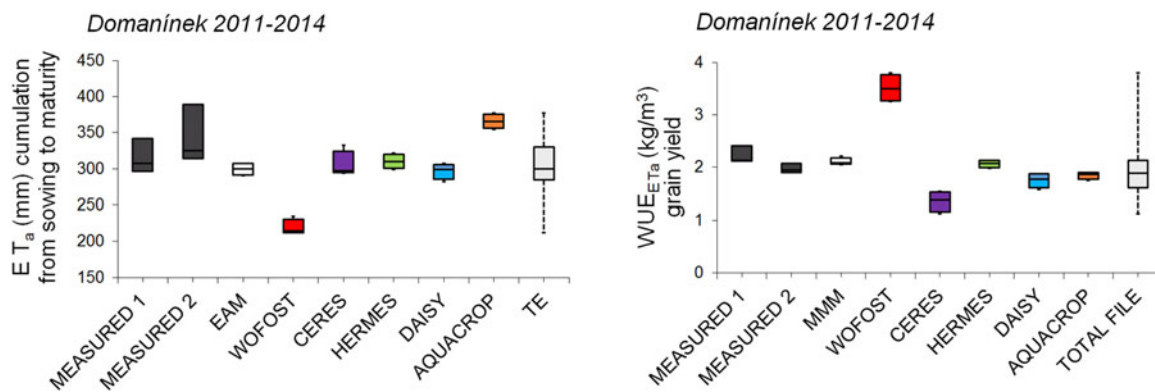 Domanínek 2011-2014
E Tₐ (mm) cumulation
from sowing to maturity
450
400
350
300
250
200
150
MEASURED 1
MEASURED 2
EAM
WOFOST
CERES
HERMES
DAISY
AQUACROP
TE
Domanínek 2011-2014
WUE_ETa (kg/m³)
grain yield
4
3
2
1
0
MEASURED 1
MEASURED 2
MMM
WOFOST
CERES
HERMES
DAISY
AQUACROP
TOTAL FILE